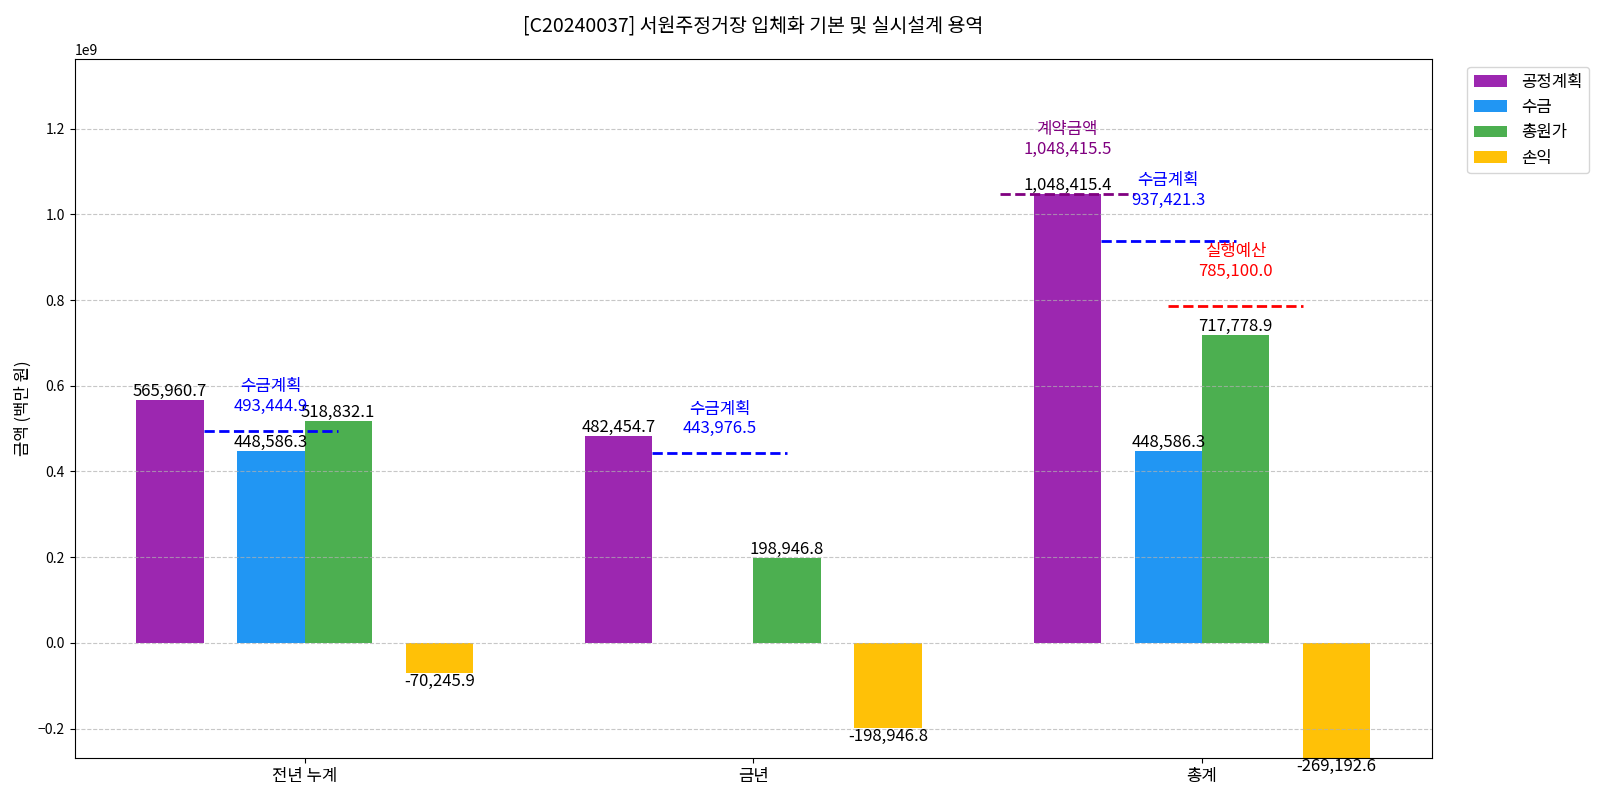 [C20240037] 서원주정거장 입체화 기본 및 실시설계 용역
1e9
공정계획
수금
총원가
손익
금액 (백만 원)
1.2
1.0
0.8
0.6
0.4
0.2
0.0
−0.2
565,960.7
수금계획
493,444.9
448,586.3
518,832.1
-70,245.9
482,454.7
수금계획
443,976.5
198,946.8
-198,946.8
계약금액
1,048,415.5
1,048,415.4
수금계획
937,421.3
실행예산
785,100.0
448,586.3
717,778.9
-269,192.6
전년 누계
금년
총계